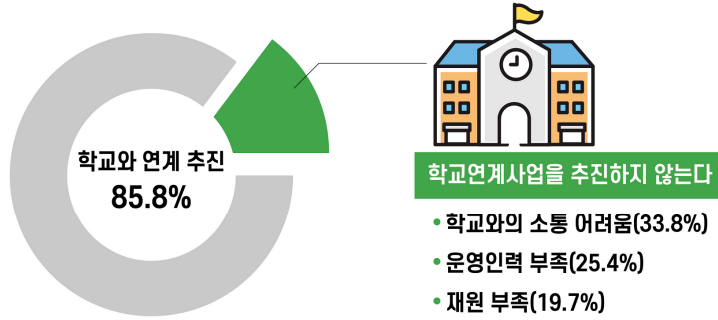 학교와 연계 추진
85.8%
학교연계사업을 추진하지 않는다
• 학교와의 소통 어려움(33.8%)
• 운영인력 부족(25.4%)
• 재원 부족(19.7%)